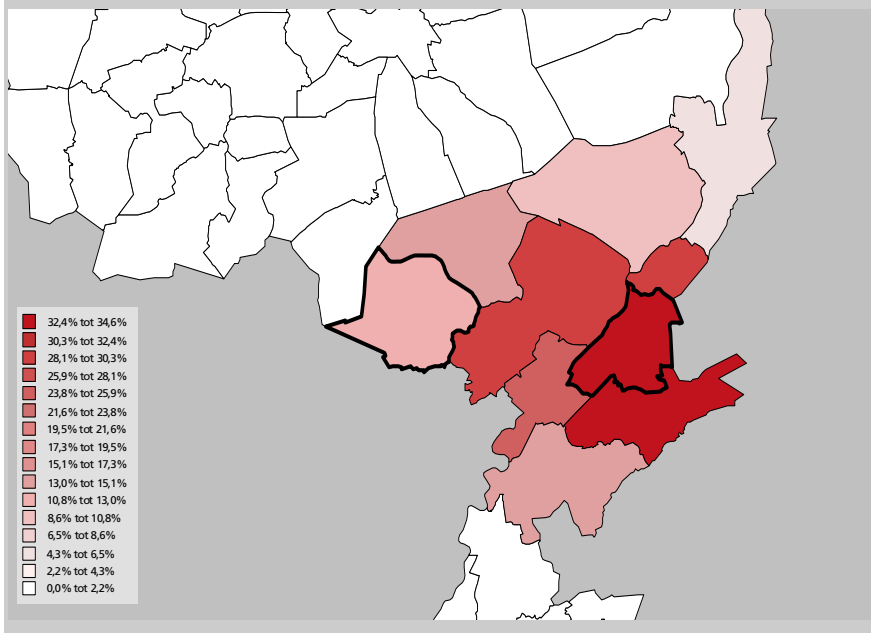 32,4% tot 34,6%
30,3% tot 32,4%
28,1% tot 30,3%
25,9% tot 28,1%
23,8% tot 25,9%
21,6% tot 23,8%
19,5% tot 21,6%
17,3% tot 19,5%
15,1% tot 17,3%
13,0% tot 15,1%
10,8% tot 13,0%
8,6% tot 10,8%
6,5% tot 8,6%
4,3% tot 6,5%
2,2% tot 4,3%
0,0% tot 2,2%